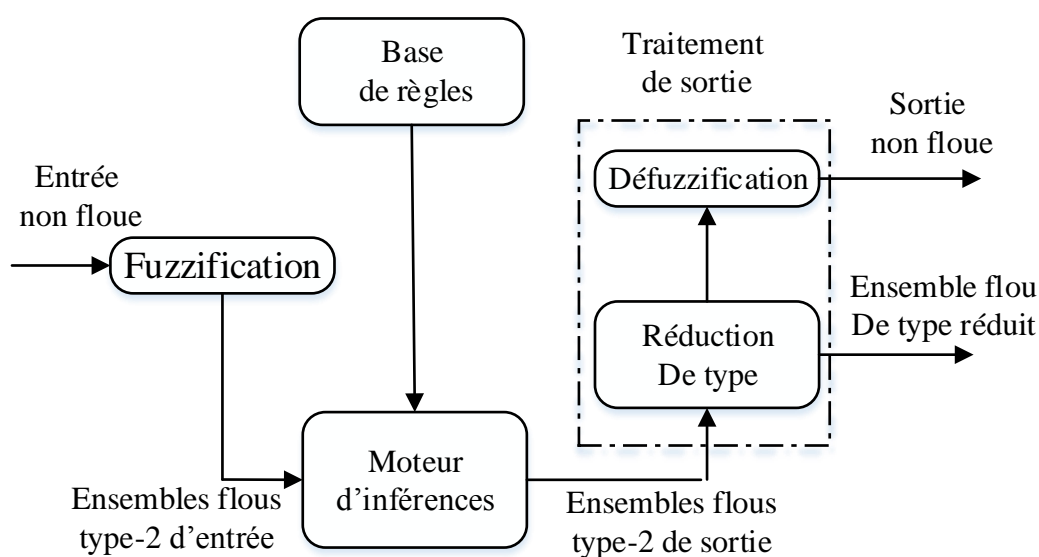 Base
de règles
Traitement
de sortie
Sortie
non floue
Entrée
non floue
Défuzzification
Fuzzification
Ensemble flou
De type réduit
Réduction
De type
Moteur
d’inférences
Ensembles flous
type-2 d’entrée
Ensembles flous
type-2 de sortie